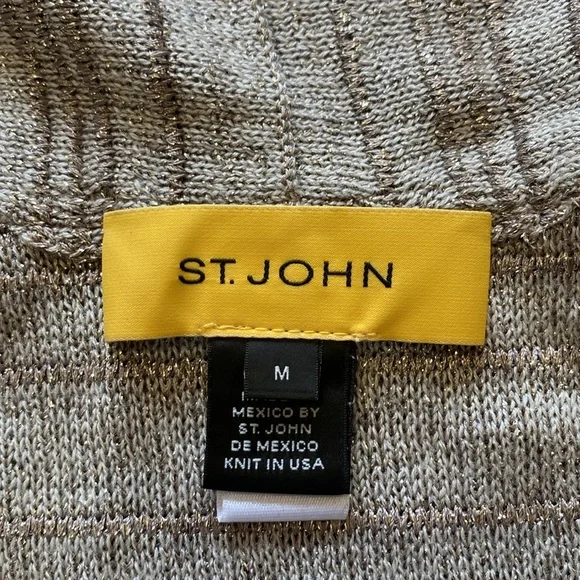 ST. JOHN
M
MEXICO BY
ST. JOHN
DE MEXICO
KNIT IN USA